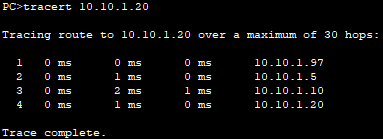 PC>tracert 10.10.1.20
Tracing route to 10.10.1.20 over a maximum of 30 hops:
1 0 ms 0 ms 0 ms 10.10.1.97
2 0 ms 1 ms 0 ms 10.10.1.5
3 0 ms 2 ms 1 ms 10.10.1.10
4 0 ms 1 ms 0 ms 10.10.1.20
Trace complete.